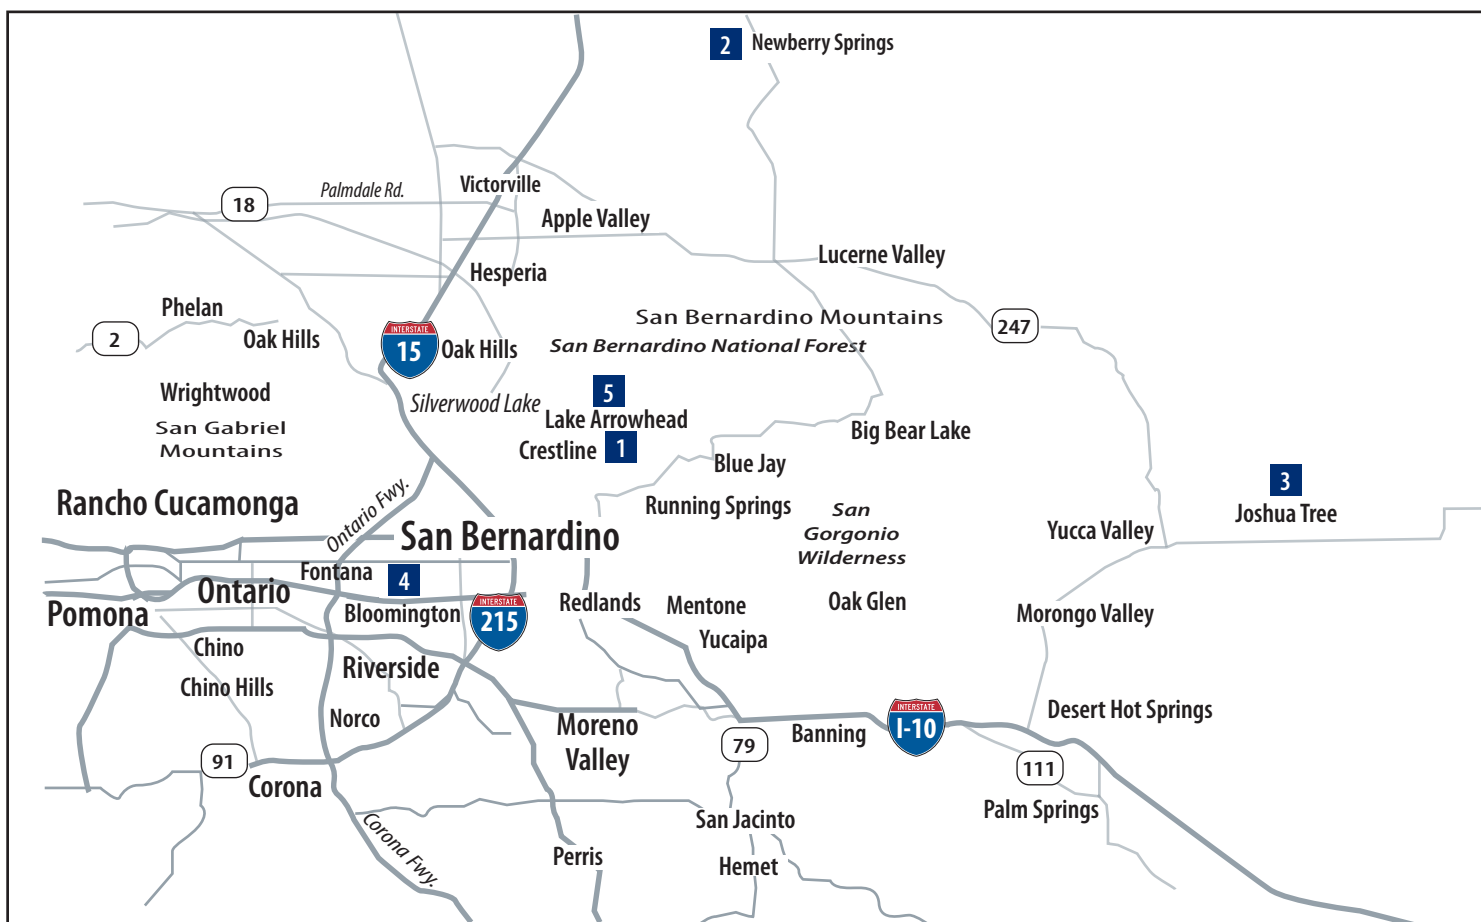 2 Newberry Springs
Palmdale Rd.
Victorville
18
Apple Valley
Lucerne Valley
Hesperia
Phelan
San Bernardino Mountains
247
2
Oak Hills
INTERSTATE
15
Oak Hills
San Bernardino National Forest
Wrightwood
Silverwood Lake
5
Lake Arrowhead
San Gabriel
Mountains
Crestline 1
Big Bear Lake
Blue Jay
3
Rancho Cucamonga
Ontario Fwy.
Running Springs
San
Gorgonio
Wilderness
Joshua Tree
Yucca Valley
San Bernardino
Fontana
4
Ontario
Pomona
Bloomington
INTERSTATE
215
Redlands
Mentone
Oak Glen
Morongo Valley
Yucaipa
Chino
Riverside
Chino Hills
Norco
Moreno
Valley
Banning
INTERSTATE
I-10
Desert Hot Springs
79
91
111
Corona
Palm Springs
Corona Fwy.
San Jacinto
Perris
Hemet